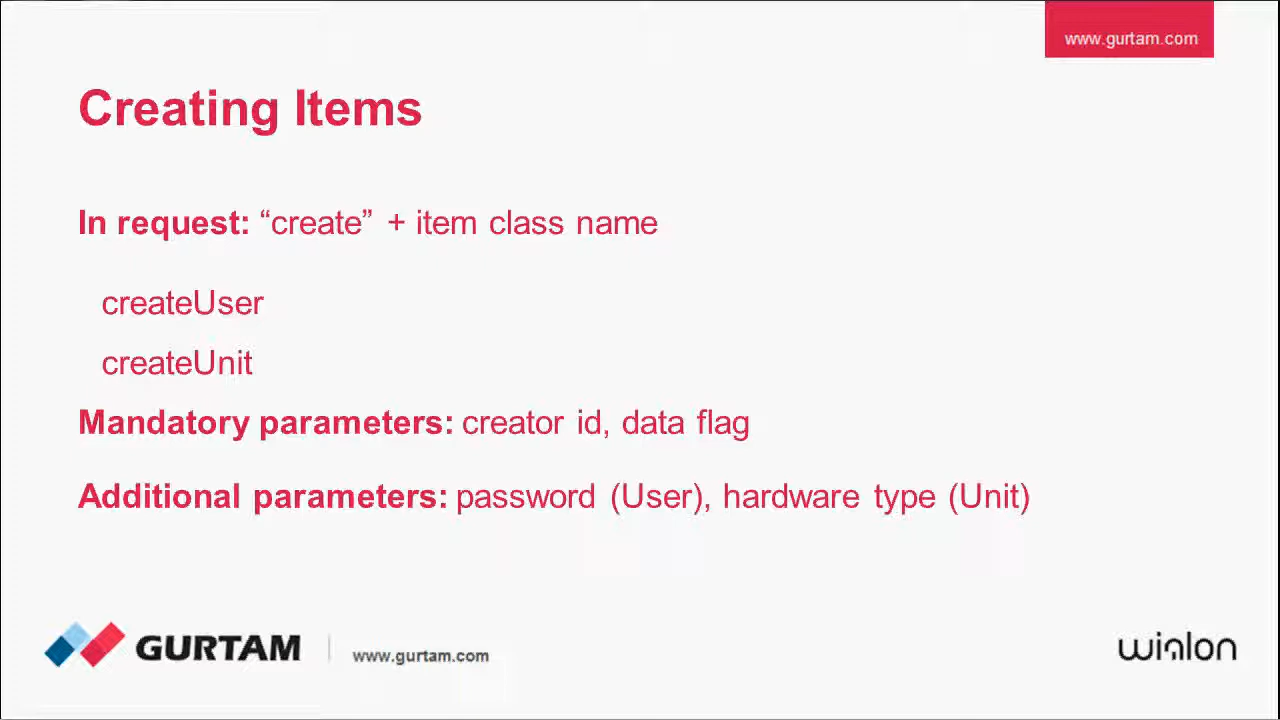 www.gurtam.com
Creating Items
In request: “create” + item class name
createUser
createUnit
Mandatory parameters: creator id, data flag
Additional parameters: password (User), hardware type (Unit)
GURTAM
www.gurtam.com
wialon